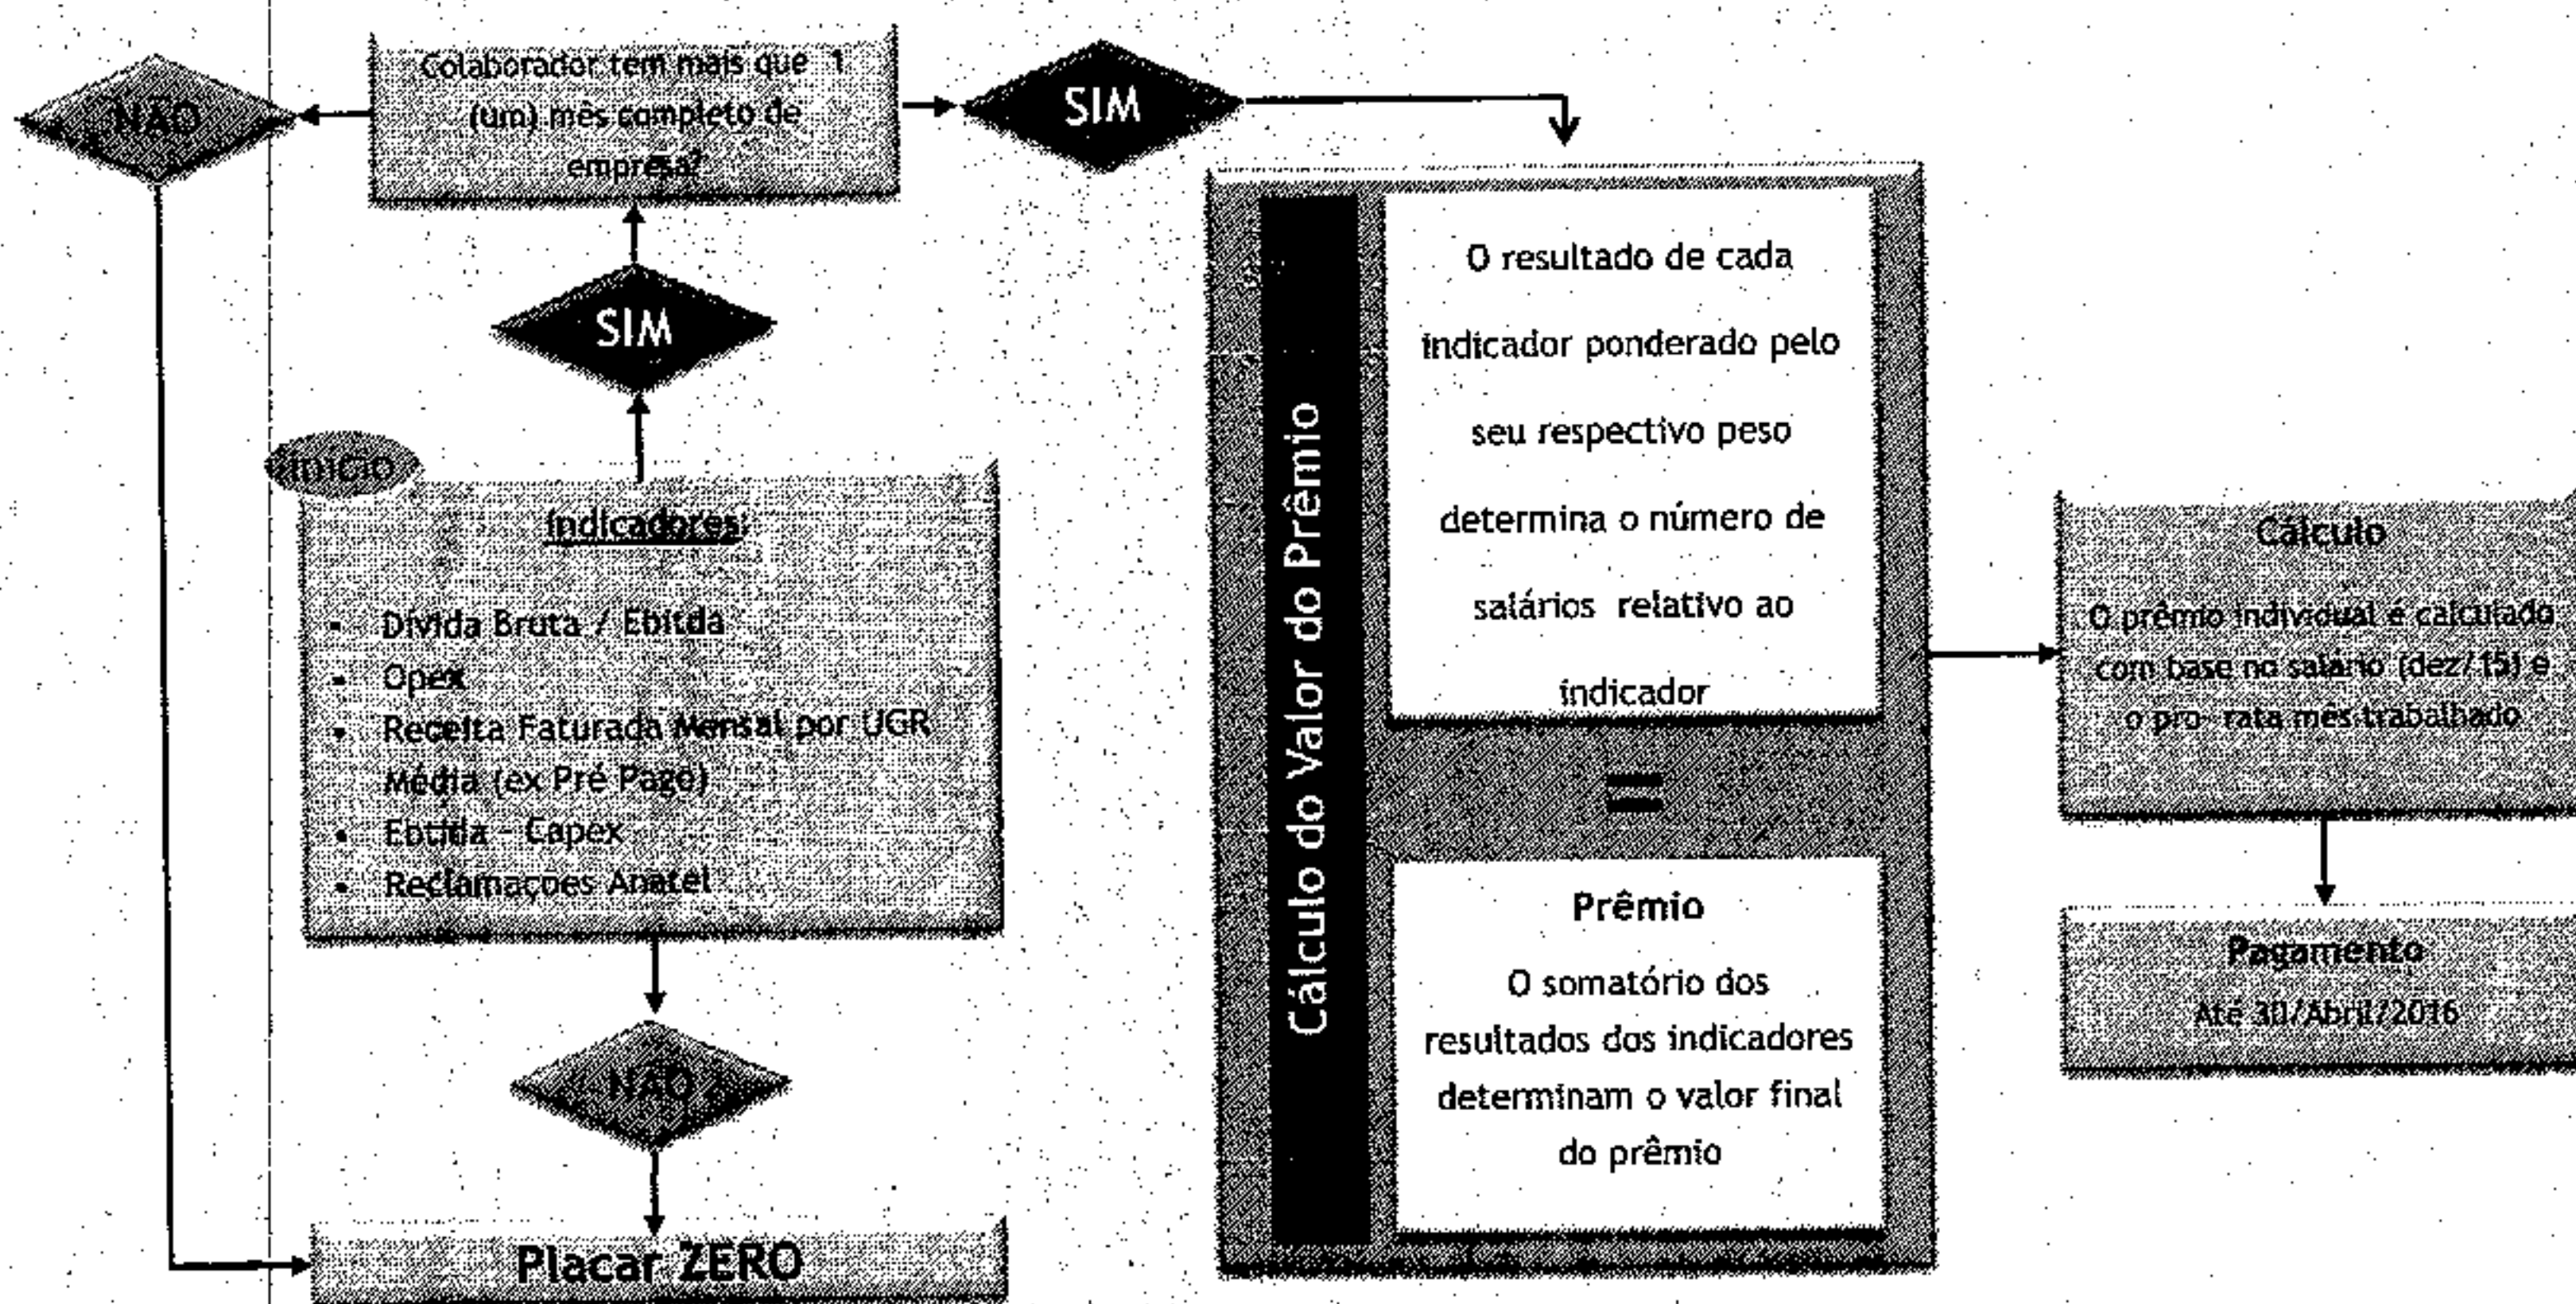 NÃO
Colaborador tem mais que 1
(um) mês completo de
empresa?
SIM
SIM
INICIO
Indicadores:
• Dívida Bruta / Ebitda
• Opex
• Receita Faturada Mensal por UGR
Média (ex Pré Pago)
• Ebtida - Capex
• Reclamações Anatel
NÃO
Placar ZERO
Cálculo do Valor do Prêmio
O resultado de cada
indicador ponderado pelo
seu respectivo peso
determina o número de
salários relativo ao
indicador
=
Prêmio
O somatório dos
resultados dos indicadores
determinam o valor final
do prêmio
Cálculo
O prêmio individual é calculado
com base no salário (dez/15) e
o pro- rata mês trabalhado
Pagamento
Até 30/Abril/2016